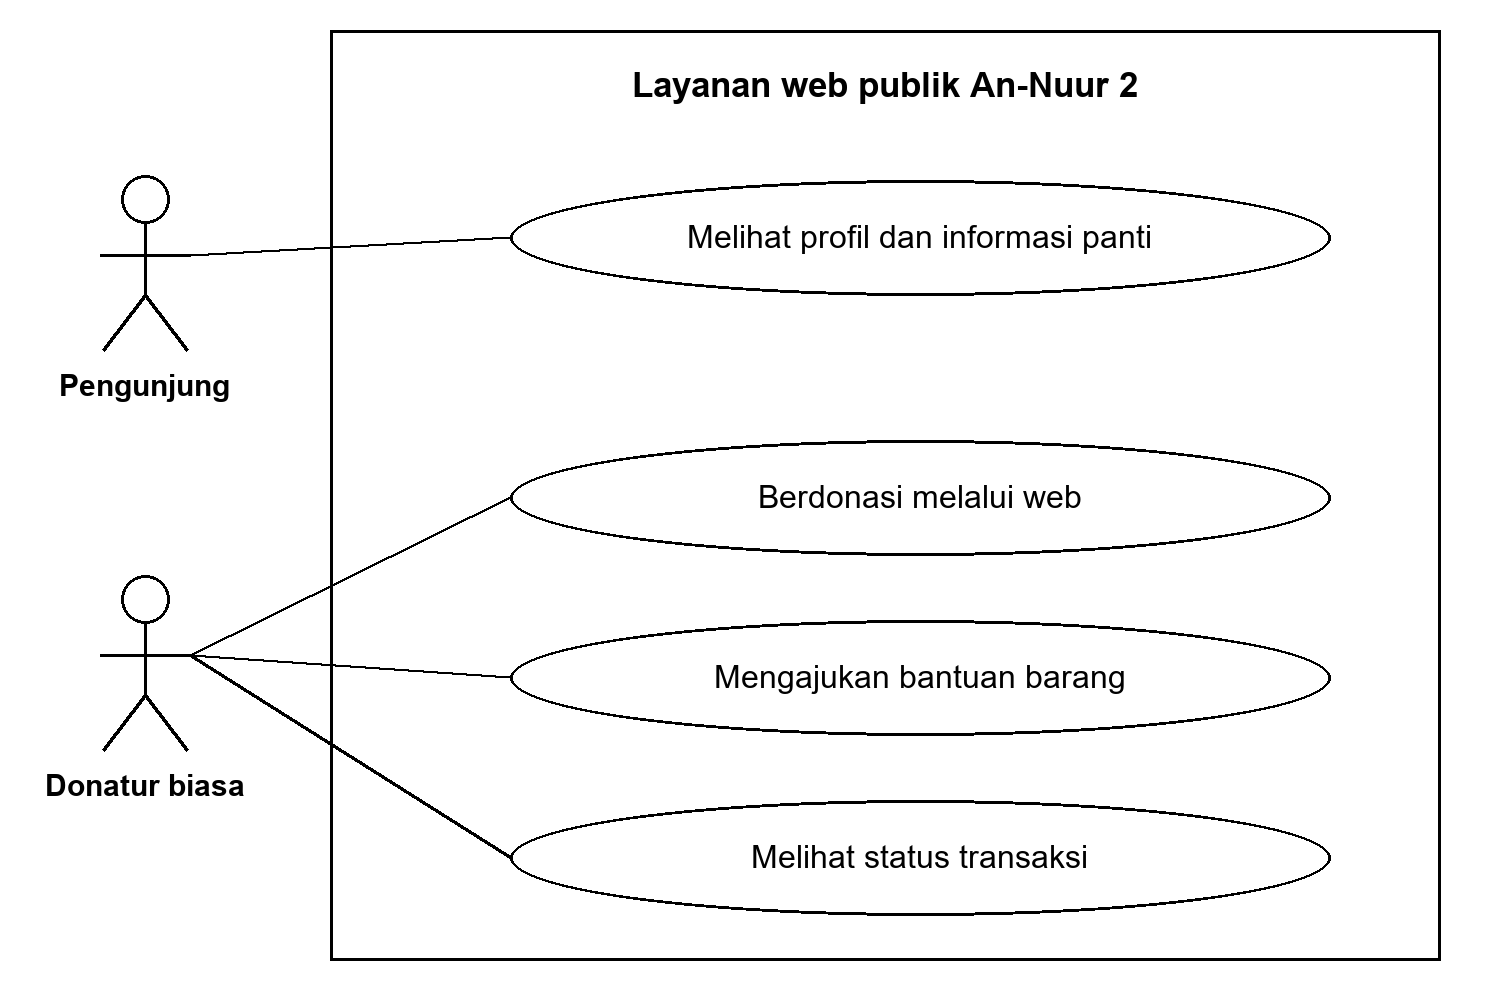 Layanan web publik An-Nuur 2
Melihat profil dan informasi panti
Pengunjung
Berdonasi melalui web
Mengajukan bantuan barang
Donatur biasa
Melihat status transaksi